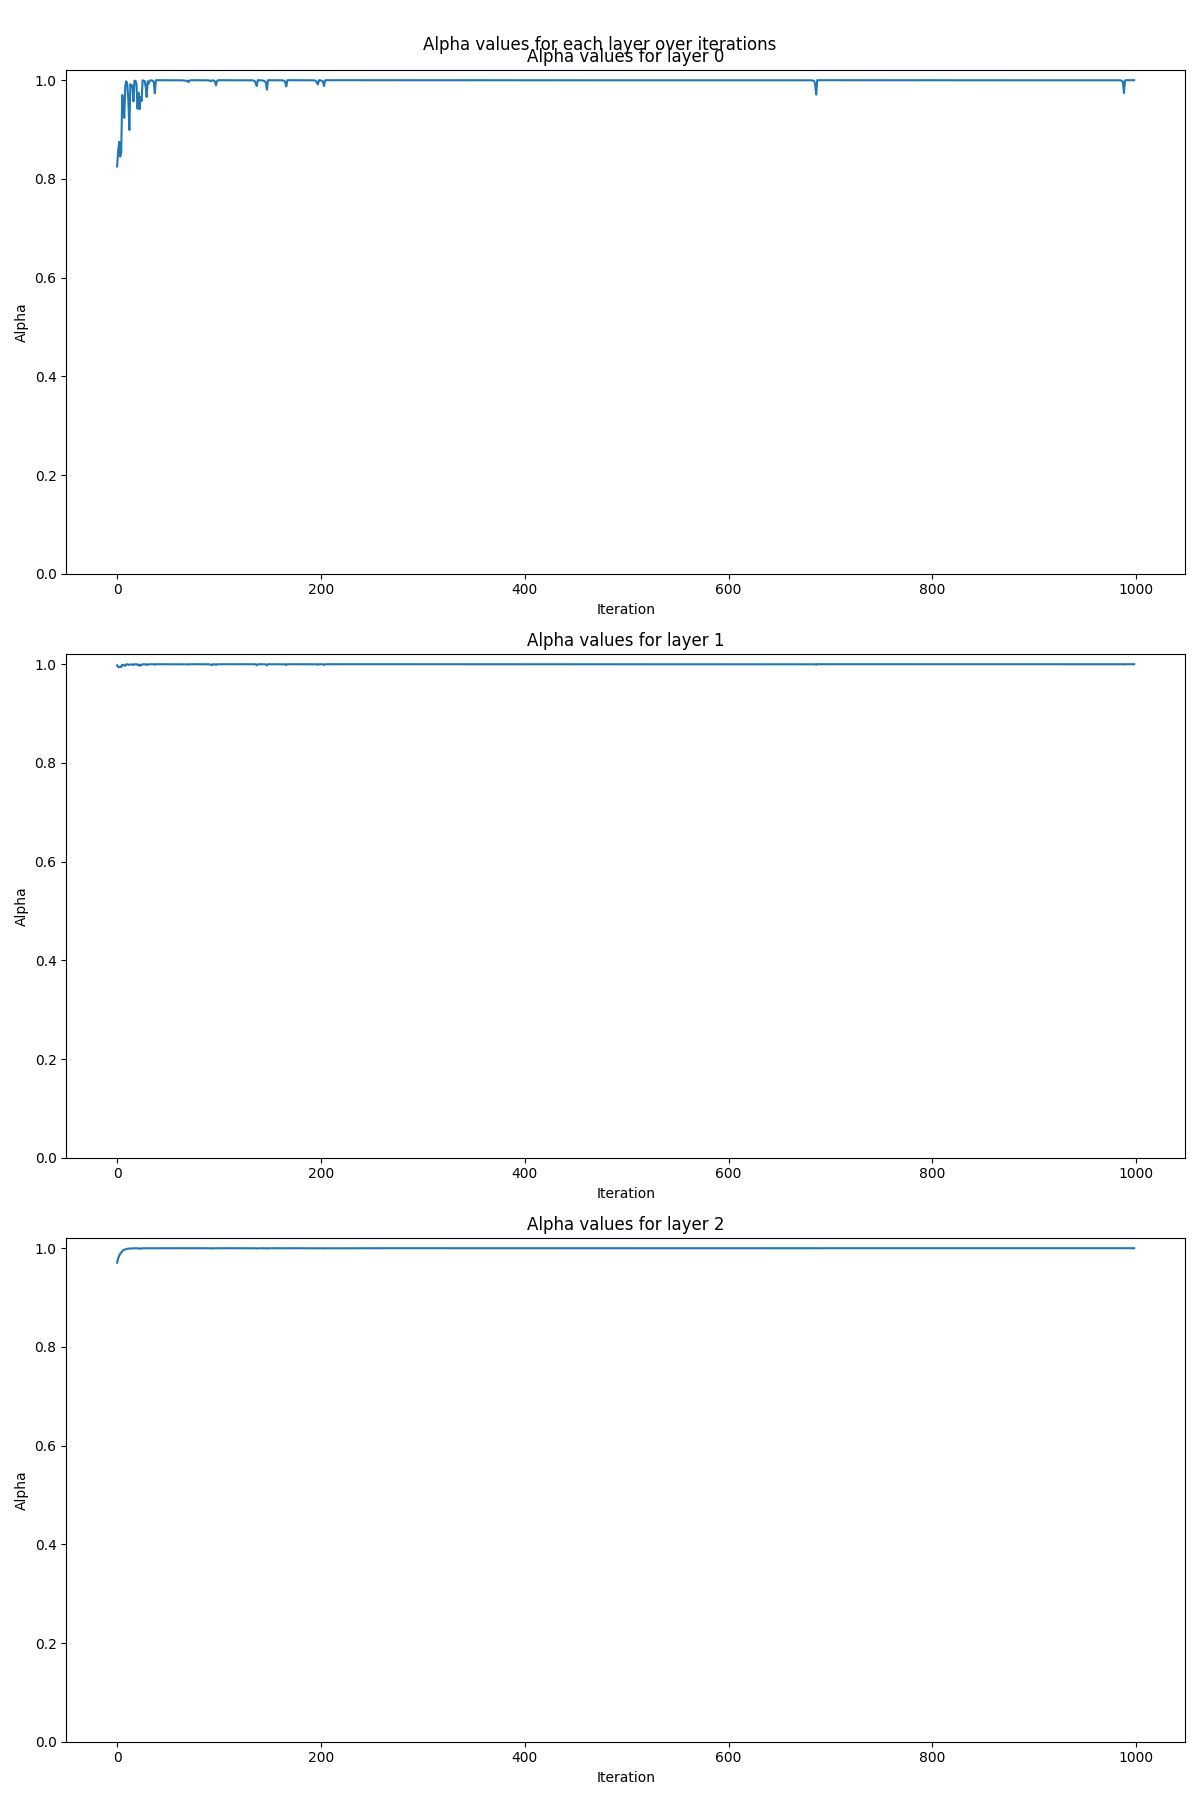 Alpha values for each layer over iterations
Alpha values for layer 0
1.0
0.8
0.6
0.4
0.2
0.0
Alpha
0 200 400 600 800 1000
Iteration
Alpha values for layer 1
1.0
0.8
0.6
0.4
0.2
0.0
Alpha
0 200 400 600 800 1000
Iteration
Alpha values for layer 2
1.0
0.8
0.6
0.4
0.2
0.0
Alpha
0 200 400 600 800 1000
Iteration